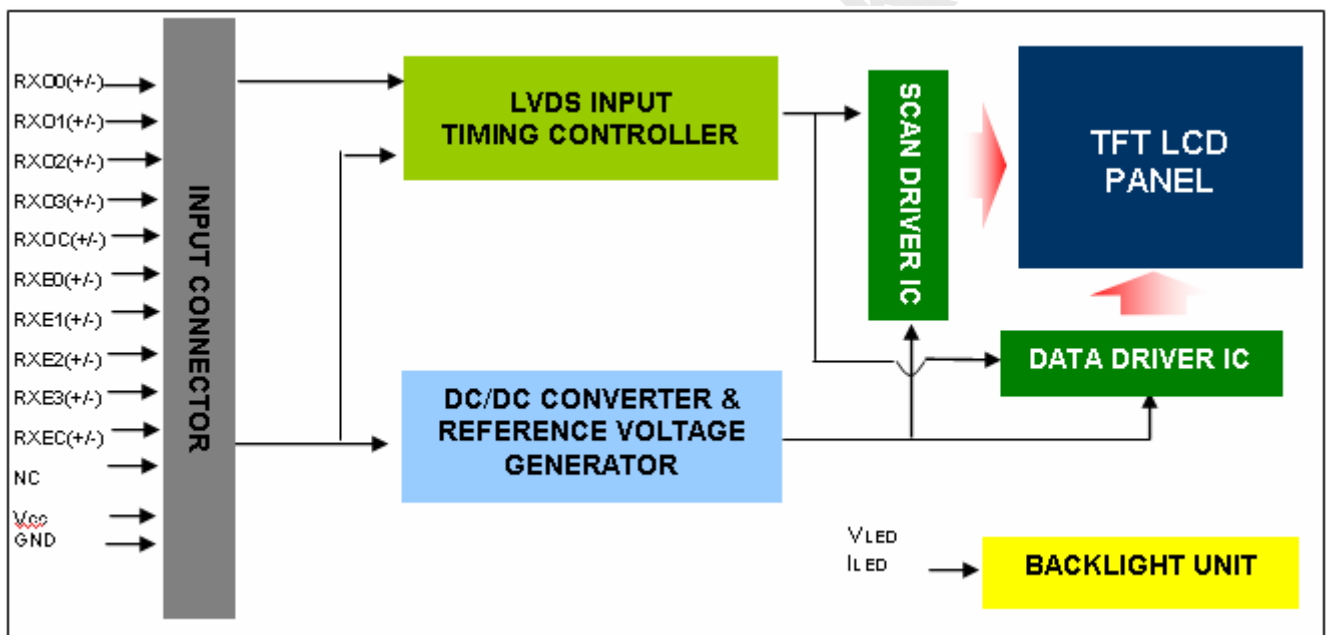 RXO0(+/-)
RXO1(+/-)
RXO2(+/-)
RXO3(+/-)
RXOC(+/-)
RXE0(+/-)
RXE1(+/-)
RXE2(+/-)
RXE3(+/-)
RXEC(+/-)
NC
Vcc
GND
INPUT CONNECTOR
LVDS INPUT
TIMING CONTROLLER
DC/DC CONVERTER &
REFERENCE VOLTAGE
GENERATOR
SCAN DRIVER IC
TFT LCD
PANEL
DATA DRIVER IC
VLED
ILED
BACKLIGHT UNIT